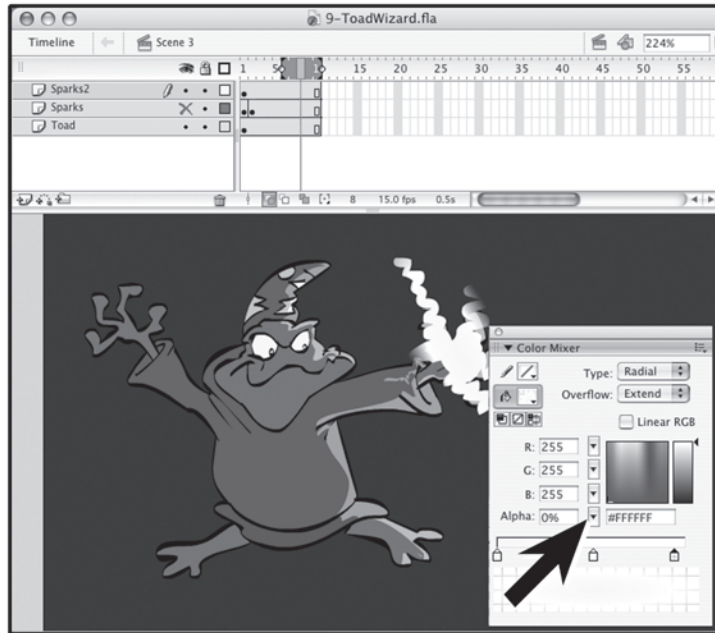 9-ToadWizard.fla
Timeline
Scene 3
224%
1 5 10 15 20 25 30 35 40 45 50 55
Sparks2
Sparks
Toad
8 15.0 fps 0.5s
Color Mixer
Type: Radial
Overflow: Extend
Linear RGB
R: 255
G: 255
B: 255
Alpha: 0% #FFFFFF